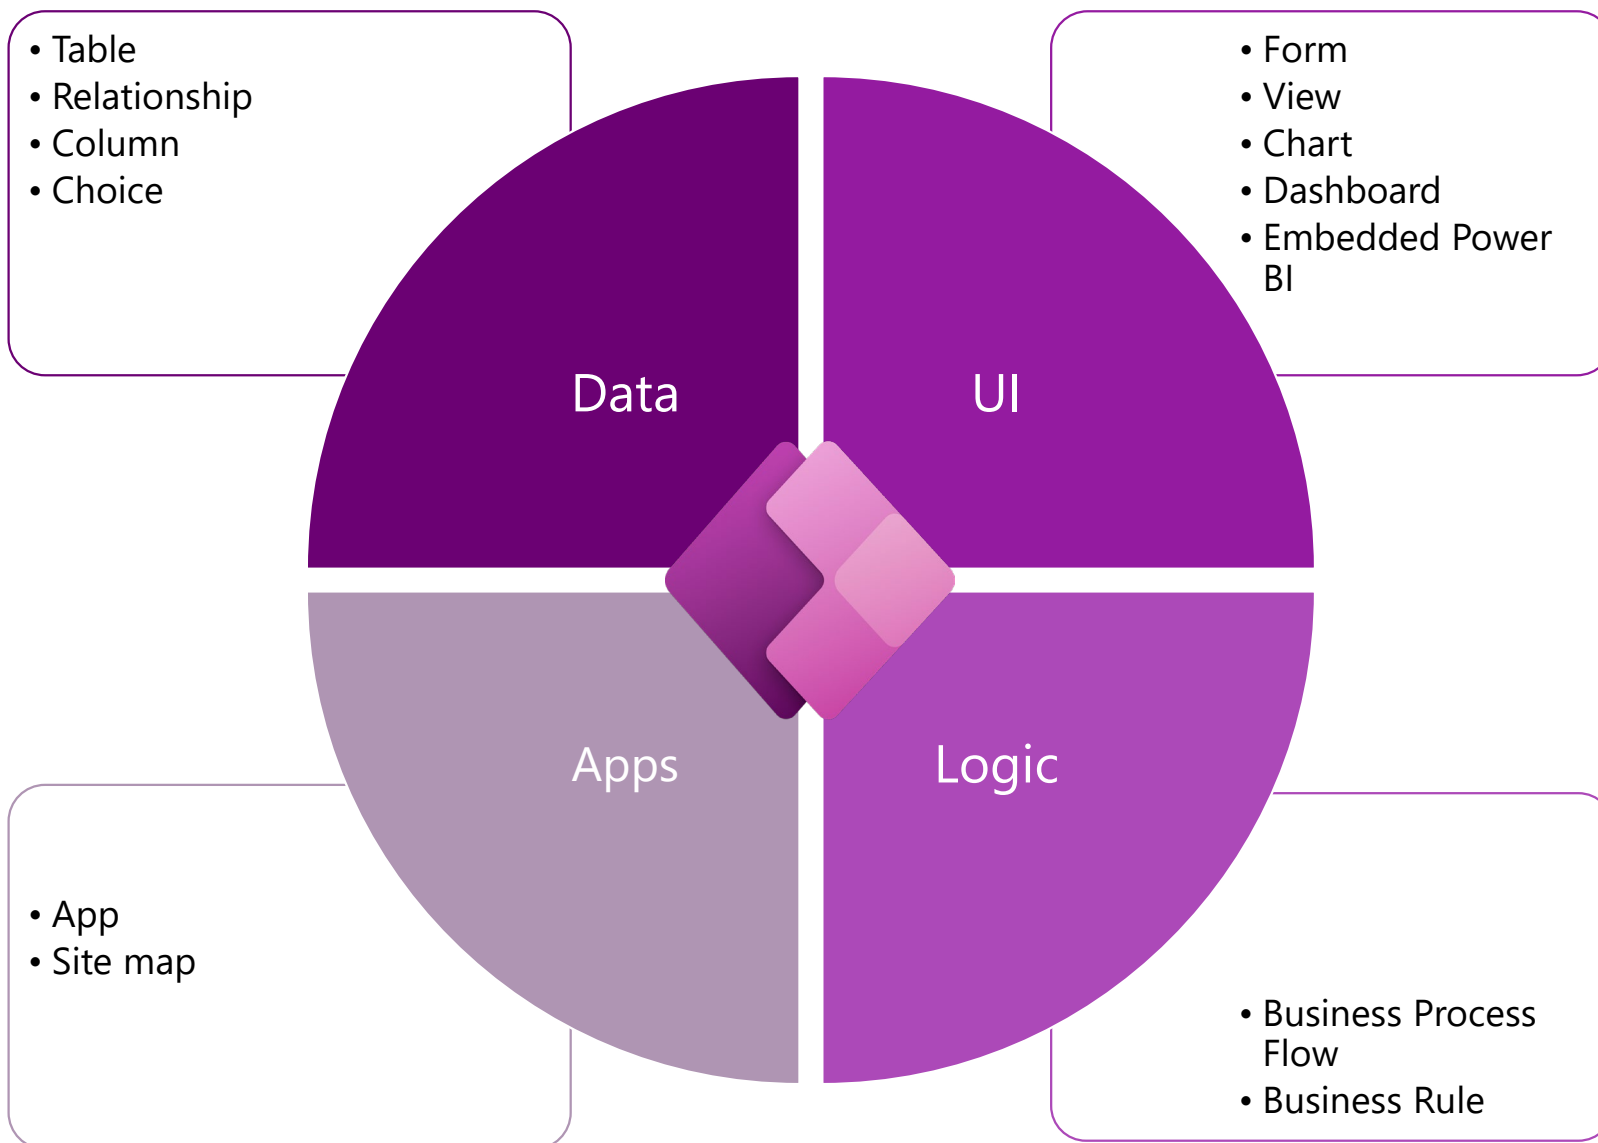 • Table
• Relationship
• Column
• Choice
• Form
• View
• Chart
• Dashboard
• Embedded Power
BI
Data
UI
Apps
Logic
• App
• Site map
• Business Process
Flow
• Business Rule